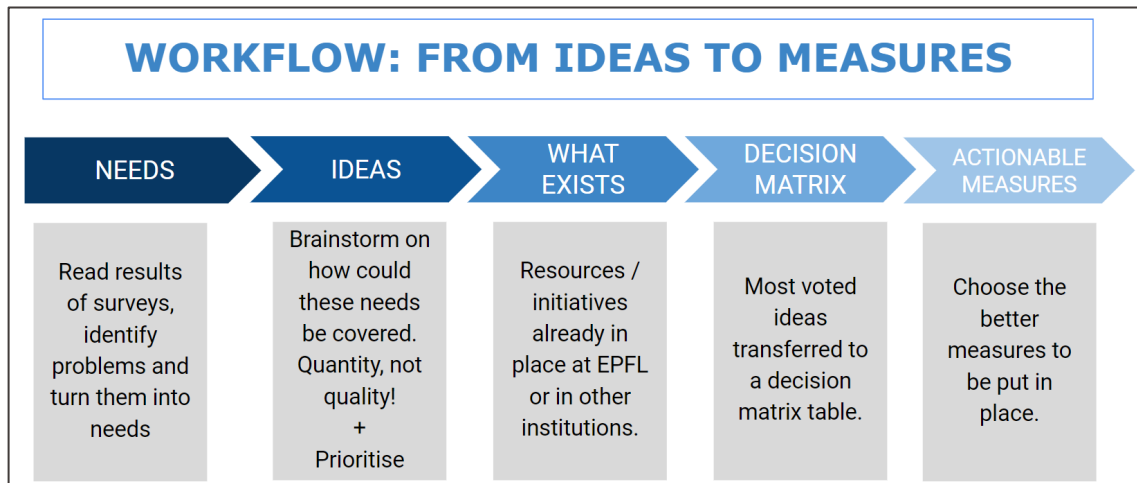 WORKFLOW: FROM IDEAS TO MEASURES
NEEDS
IDEAS
WHAT
EXISTS
DECISION
MATRIX
ACTIONABLE
MEASURES
Read results
of surveys,
identify
problems and
turn them into
needs
Brainstorm on
how could
these needs
be covered.
Quantity, not
quality!
+
Prioritise
Resources /
initiatives
already in
place at EPFL
or in other
institutions.
Most voted
ideas
transferred to
a decision
matrix table.
Choose the
better
measures to
be put in
place.